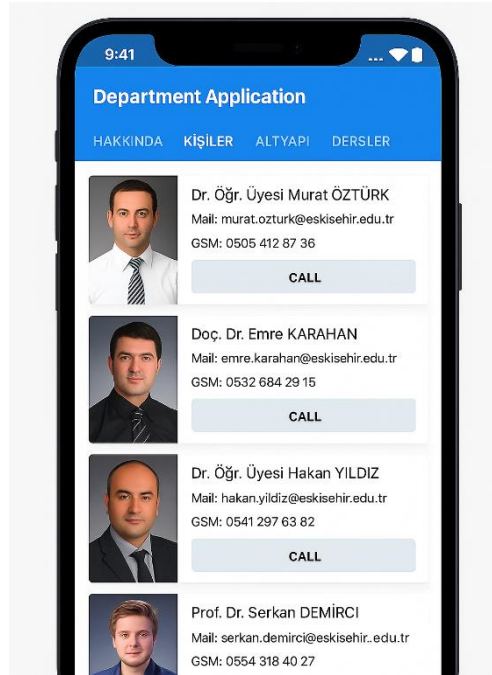 9:41
Department Application
HAKKINDA KİŞİLER ALTYAPI DERSLER
Dr. Öğr. Üyesi Murat ÖZTÜRK
Mail: murat.ozturk@eskisehir.edu.tr
GSM: 0505 412 87 36
CALL
Doç. Dr. Emre KARAHAN
Mail: emre.karahan@eskisehir.edu.tr
GSM: 0532 684 29 15
CALL
Dr. Öğr. Üyesi Hakan YILDIZ
Mail: hakan.yildiz@eskisehir.edu.tr
GSM: 0541 297 63 82
CALL
Prof. Dr. Serkan DEMİRCI
Mail: serkan.demirci@eskisehir..edu.tr
GSM: 0554 318 40 27